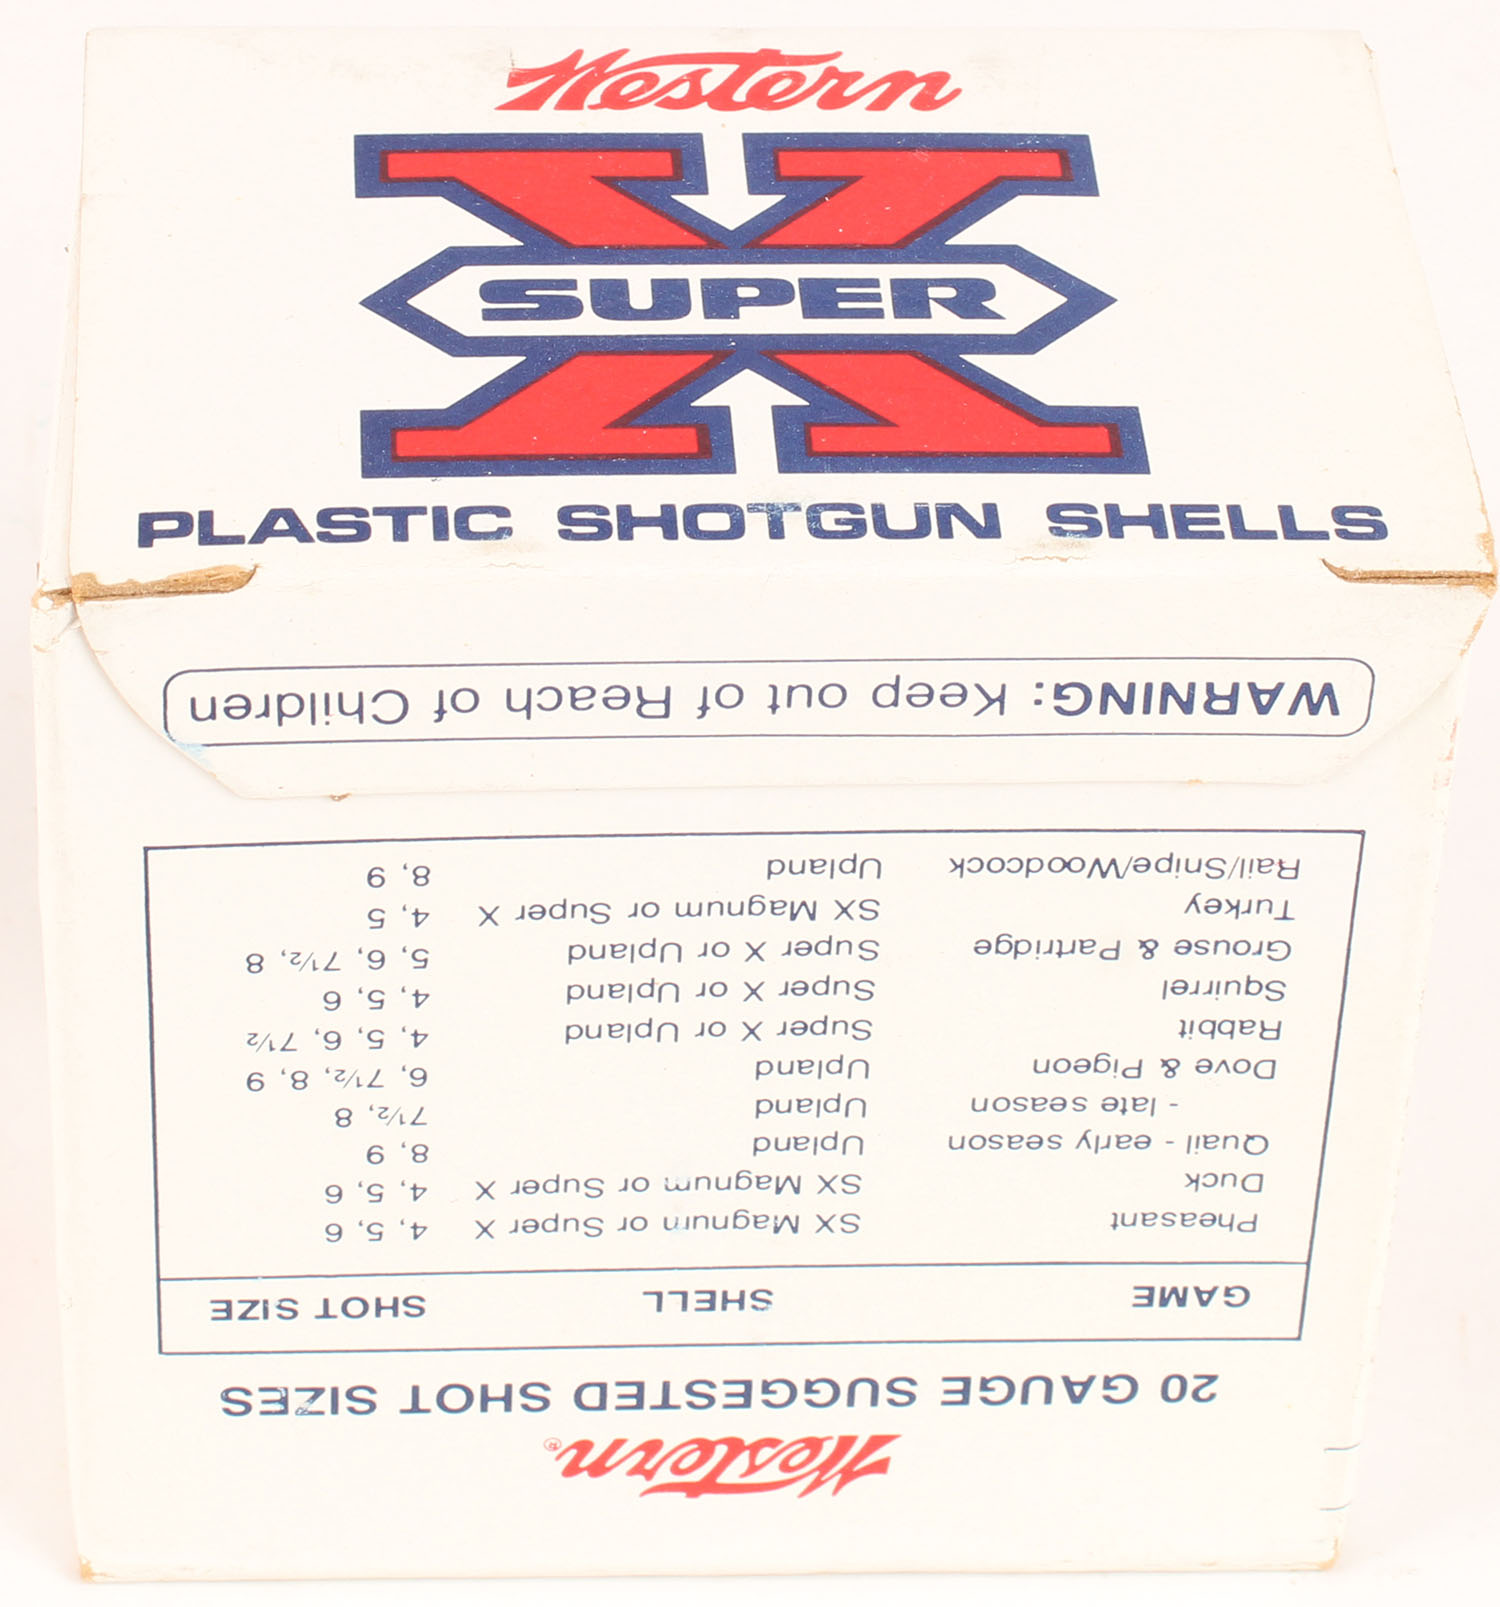 Western
SUPER
X
PLASTIC SHOTGUN SHELLS
WARNING: Keep out of Reach of Children
Western®
20 GAUGE SUGGESTED SHOT SIZES
GAME SHELL SHOT SIZE
Pheasant SX Magnum or Super X 4, 5, 6
Duck SX Magnum or Super X 4, 5, 6
Quail - early season Upland 8, 9
- late season Upland 7½, 8
Dove & Pigeon Upland 6, 7½, 8, 9
Rabbit Super X or Upland 4, 5, 6, 7½
Squirrel Super X or Upland 4, 5, 6
Grouse & Partridge Super X or Upland 5, 6, 7½, 8
Turkey SX Magnum or Super X 4, 5
Rail/Snipe/Woodcock Upland 8, 9